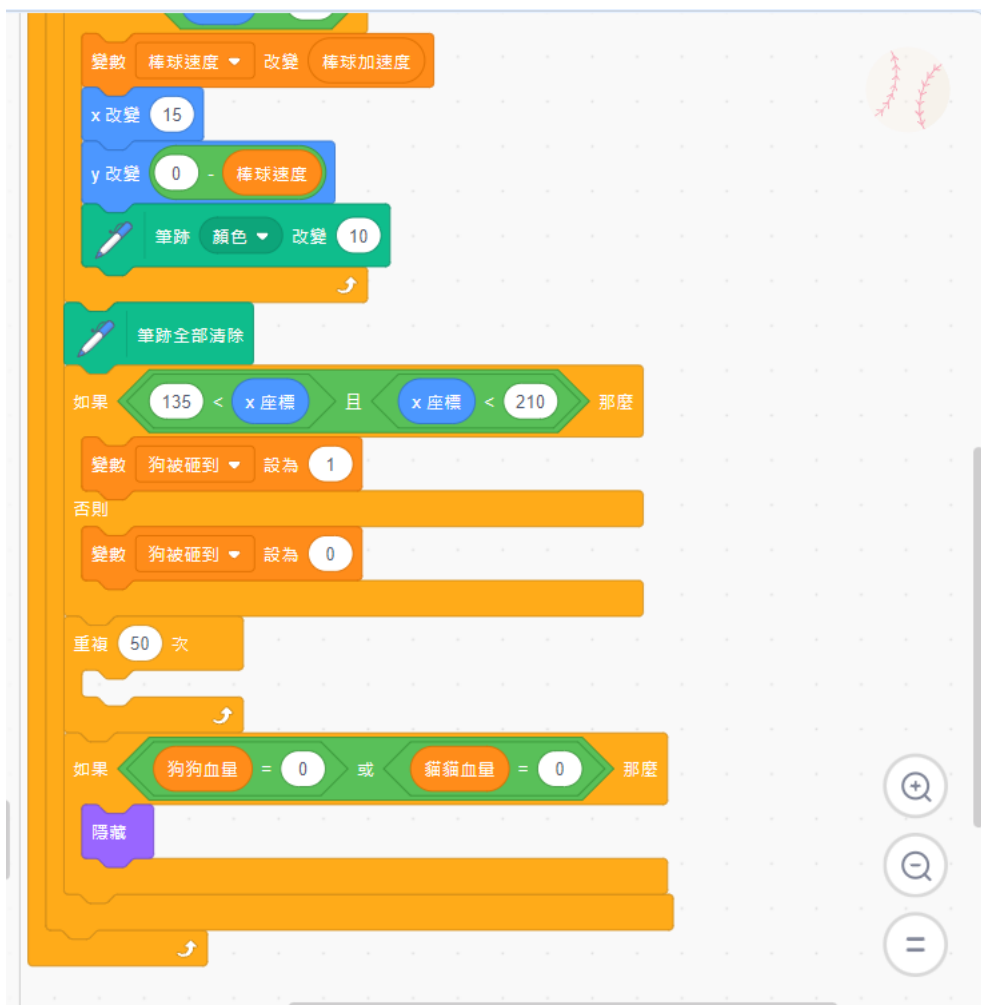 變數 棒球速度 改變 棒球加速度
x 改變 15
y 改變 0 - 棒球速度
筆跡 顏色 改變 10
筆跡全部清除
如果 135 < x 座標 且 x 座標 < 210 那麼
變數 狗被砸到 設為 1
否則
變數 狗被砸到 設為 0
重複 50 次
如果 狗狗血量 = 0 或 貓貓血量 = 0 那麼
隱藏